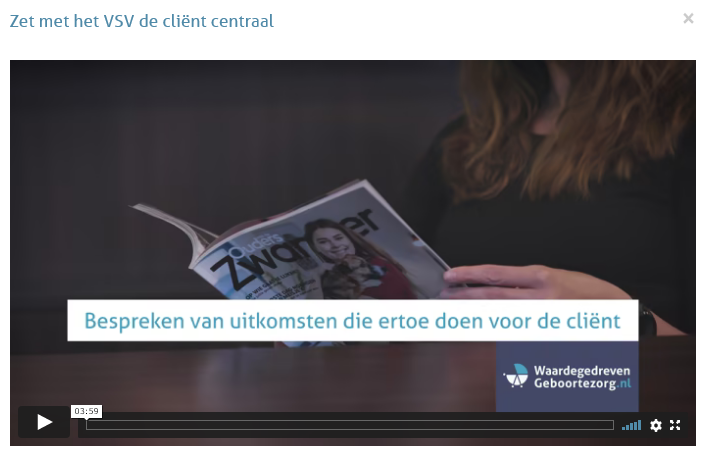 Zet met het VSV de cliënt centraal
×
Ouders
Zwanger
Bespreken van uitkomsten die ertoe doen voor de cliënt
Waardegedreven
Geboortezorg.nl
03:59